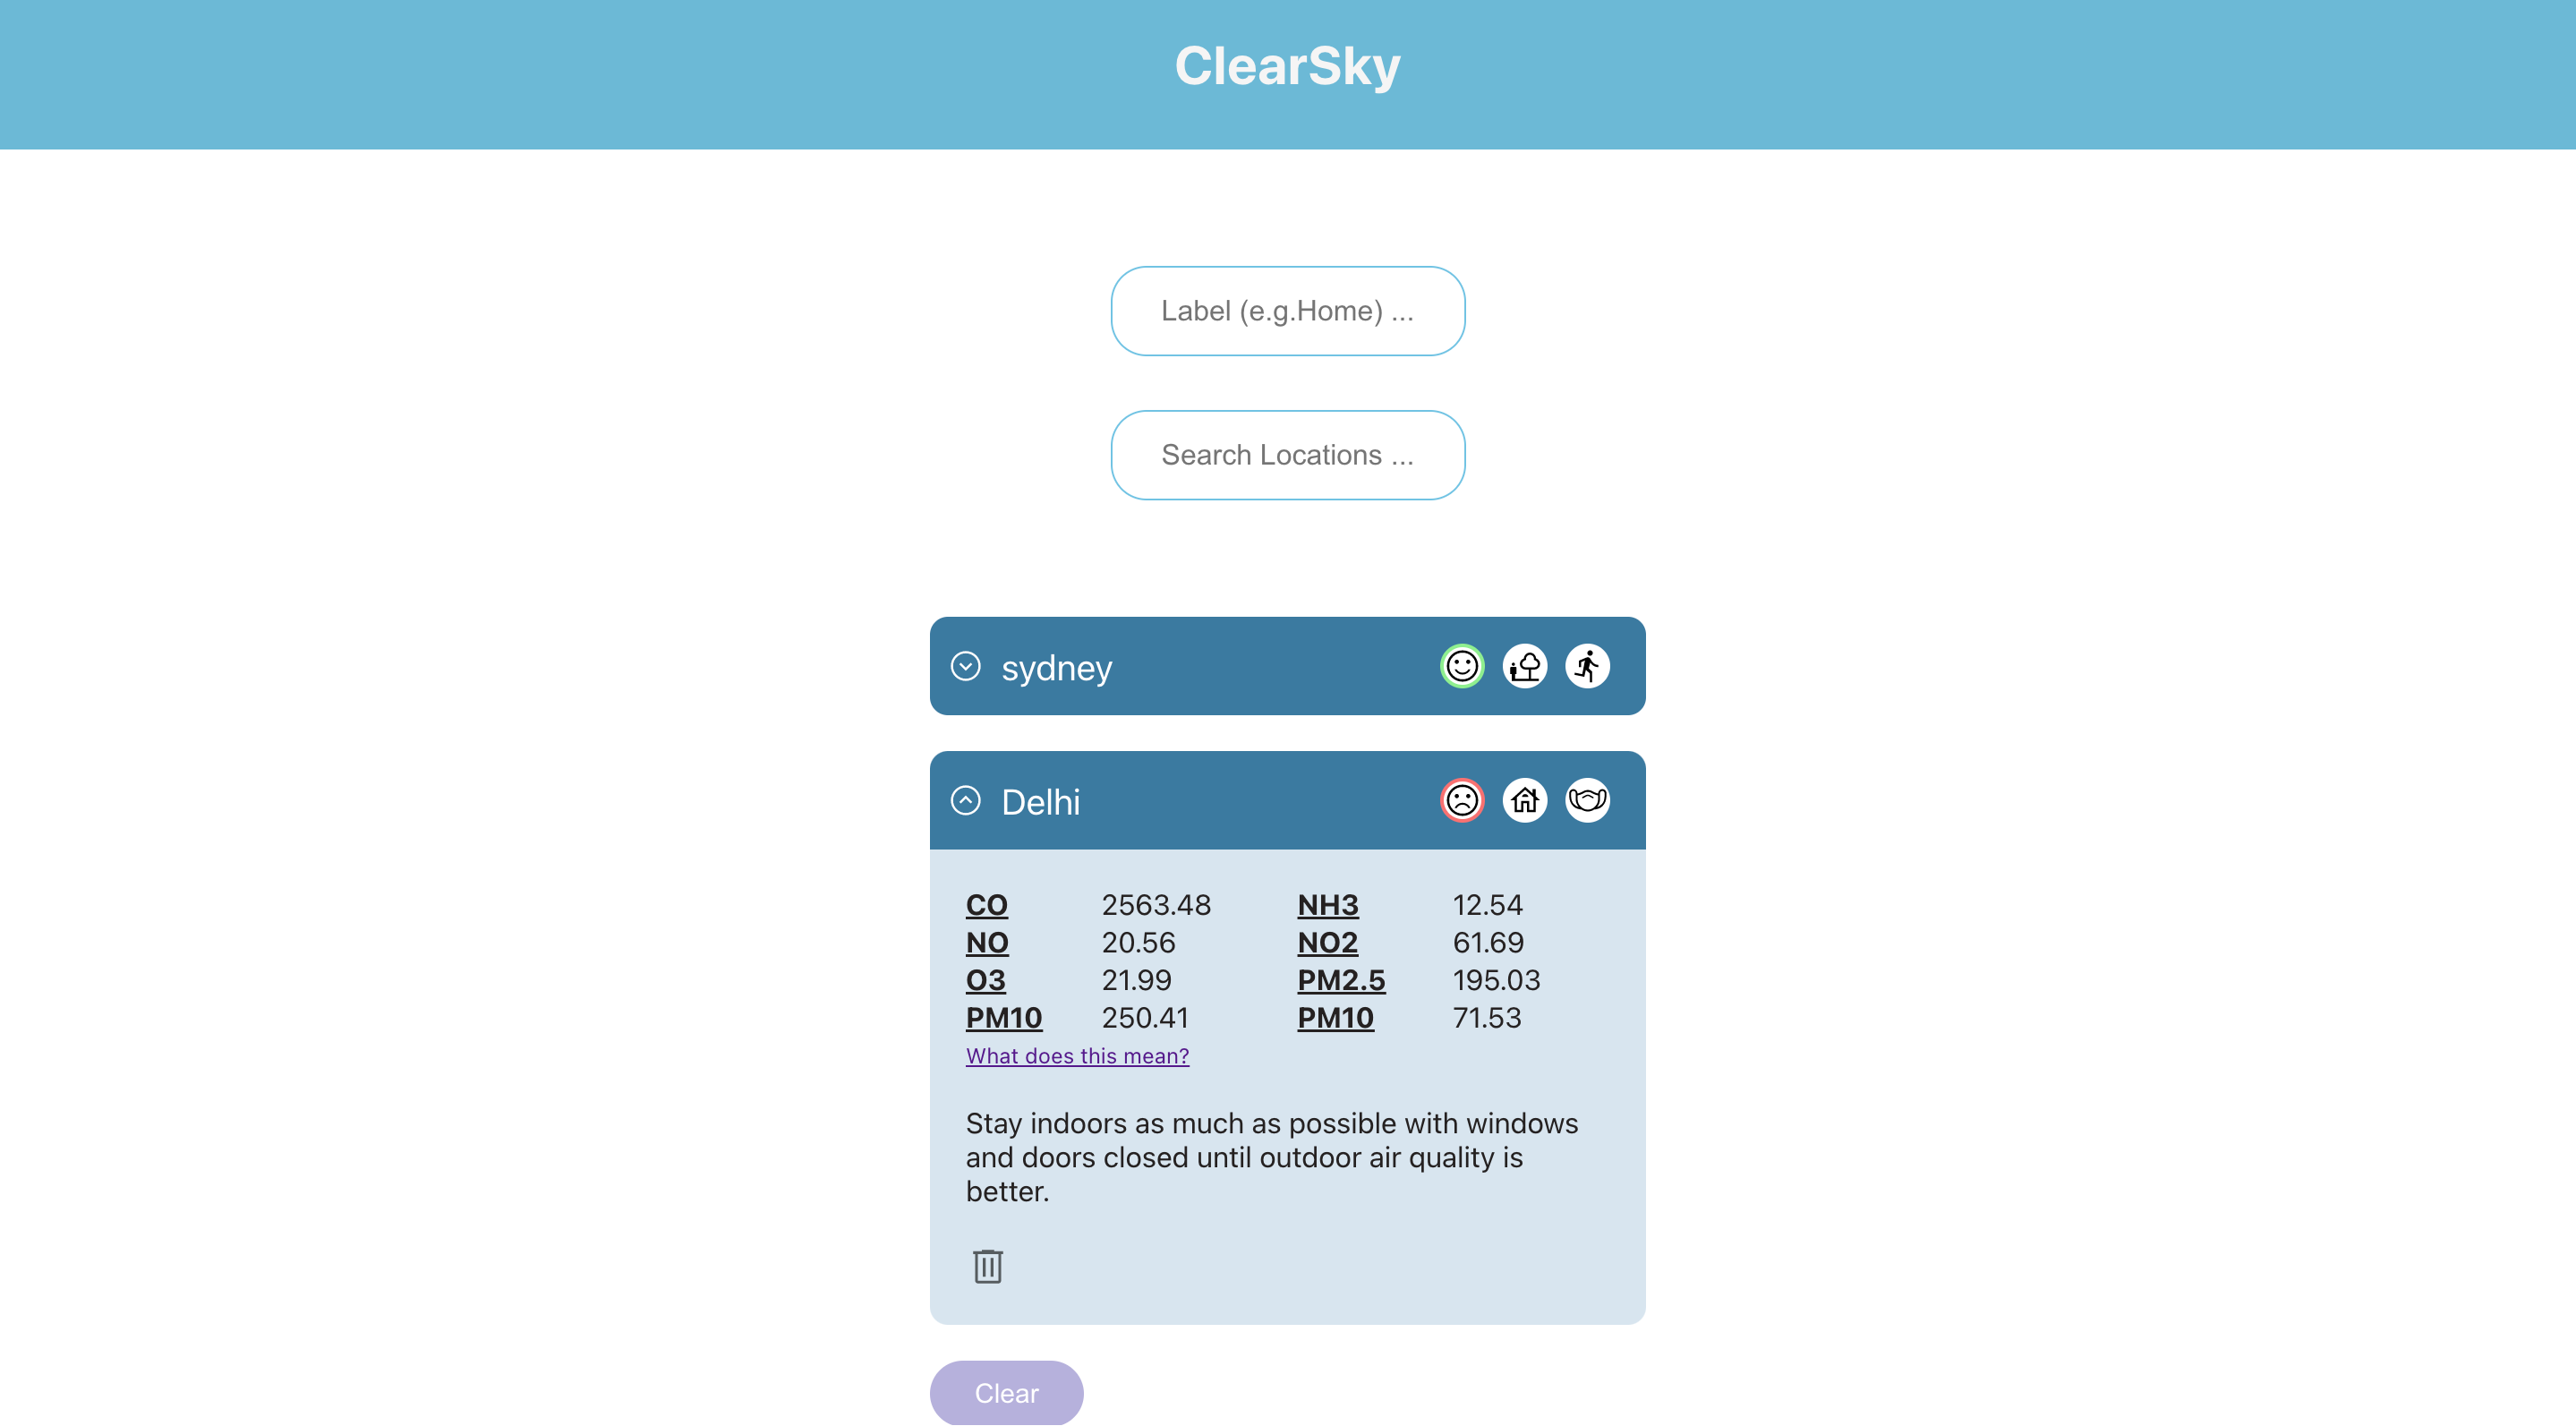 ClearSky
Label (e.g.Home) ...
Search Locations ...
sydney
Delhi
CO 2563.48 NH3 12.54
NO 20.56 NO2 61.69
O3 21.99 PM2.5 195.03
PM10 250.41 PM10 71.53
What does this mean?
Stay indoors as much as possible with windows
and doors closed until outdoor air quality is
better.
Clear